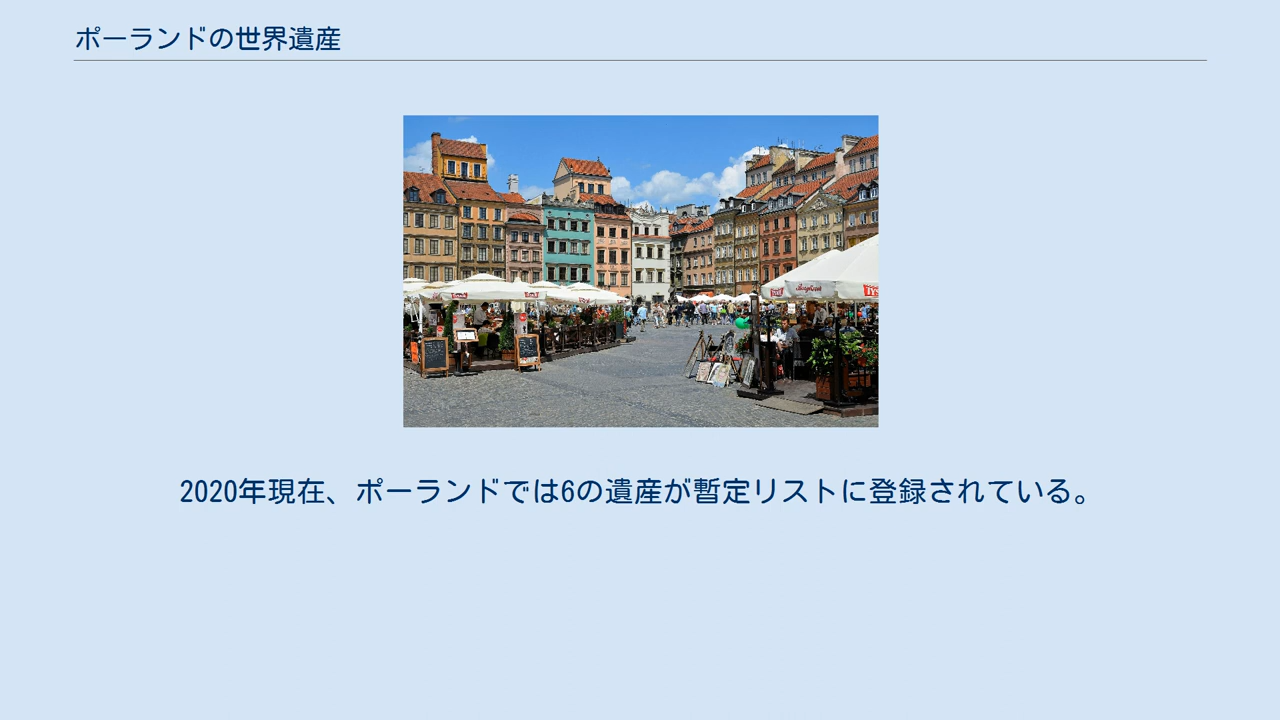 ポーランドの世界遺産
2020年現在、ポーランドでは6の遺産が暫定リストに登録されている。